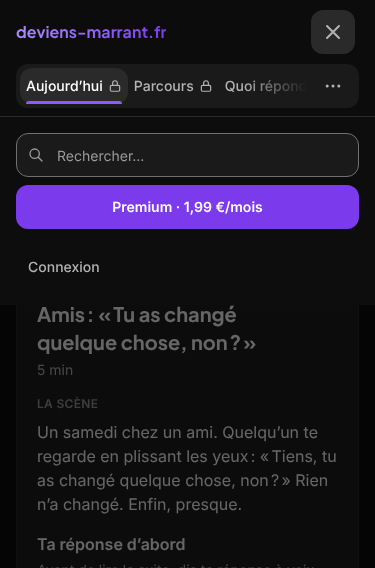 deviens-marrant.fr
Aujourd’hui Parcours Quoi répond
Rechercher...
Premium · 1,99 €/mois
Connexion
Amis : « Tu as changé
quelque chose, non ? »
5 min
LA SCÈNE
Un samedi chez un ami. Quelqu’un te
regarde en plissant les yeux : « Tiens, tu
as changé quelque chose, non ? » Rien
n’a changé. Enfin, presque.
Ta réponse d’abord